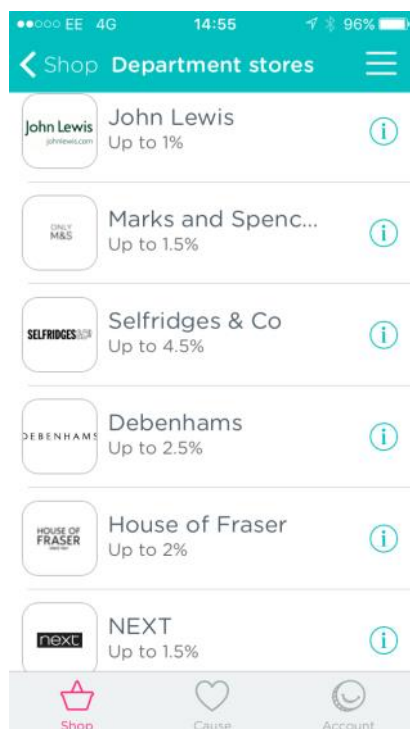 EE 4G 14:55 96%
Shop Department stores
John Lewis
johnlewis.com
John Lewis
Up to 1%
ONLY
M&S
Marks and Spenc...
Up to 1.5%
SELFRIDGES
Selfridges & Co
Up to 4.5%
DEBENHAMS
Debenhams
Up to 2.5%
HOUSE OF
FRASER
House of Fraser
Up to 2%
next
NEXT
Up to 1.5%
Shop Cause Account